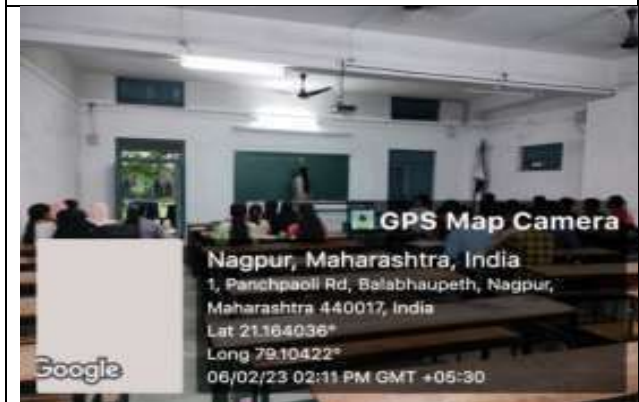 GPS Map Camera
Nagpur, Maharashtra, India
1, Panchpaoli Rd, Balabhaupeth, Nagpur,
Maharashtra 440017, India
Lat 21.164036°
Long 79.10422°
06/02/23 02:11 PM GMT +05:30
Google